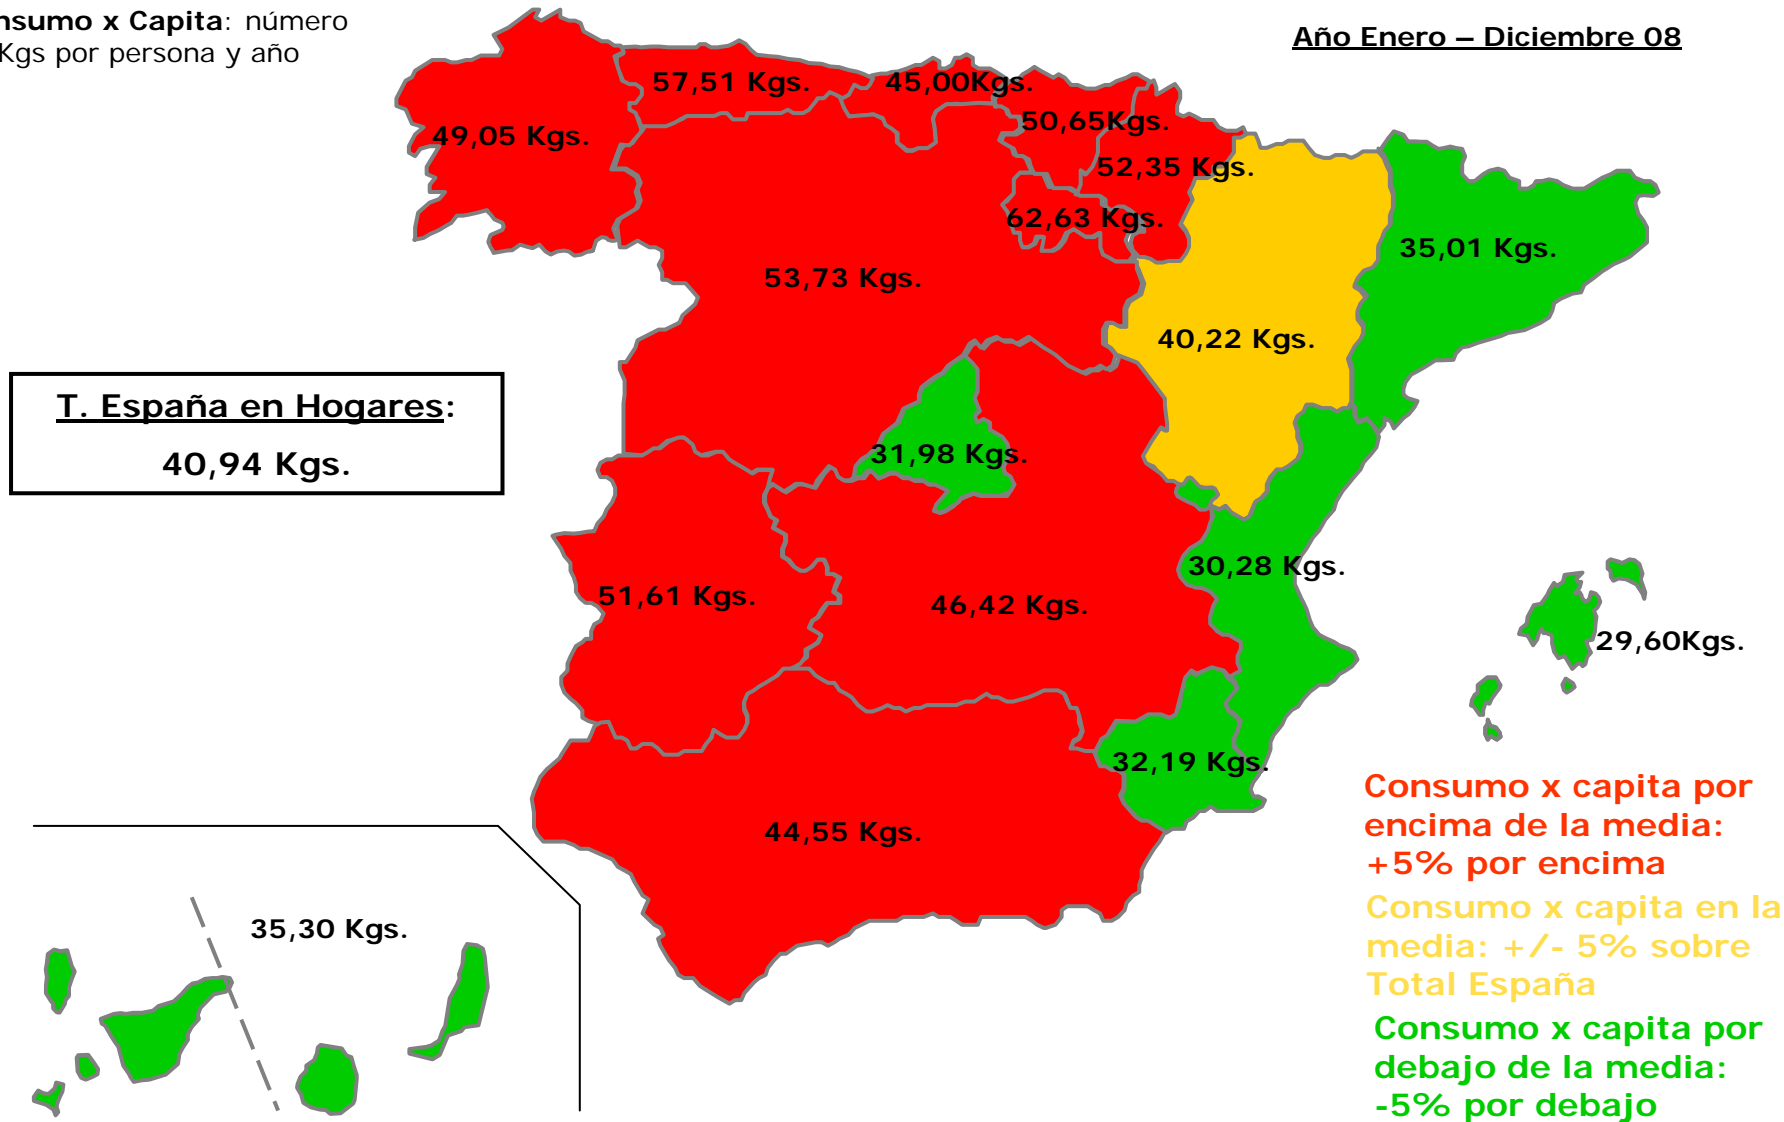 nsumo x Capita: número
Kgs por persona y año
Año Enero – Diciembre 08
57,51 Kgs.
45,00Kgs.
49,05 Kgs.
50,65Kgs.
52,35 Kgs.
62,63 Kgs.
35,01 Kgs.
53,73 Kgs.
40,22 Kgs.
T. España en Hogares:
40,94 Kgs.
31,98 Kgs.
30,28 Kgs.
51,61 Kgs.
46,42 Kgs.
29,60Kgs.
32,19 Kgs.
44,55 Kgs.
35,30 Kgs.
Consumo x capita por
encima de la media:
+5% por encima
Consumo x capita en la
media: +/- 5% sobre
Total España
Consumo x capita por
debajo de la media:
-5% por debajo